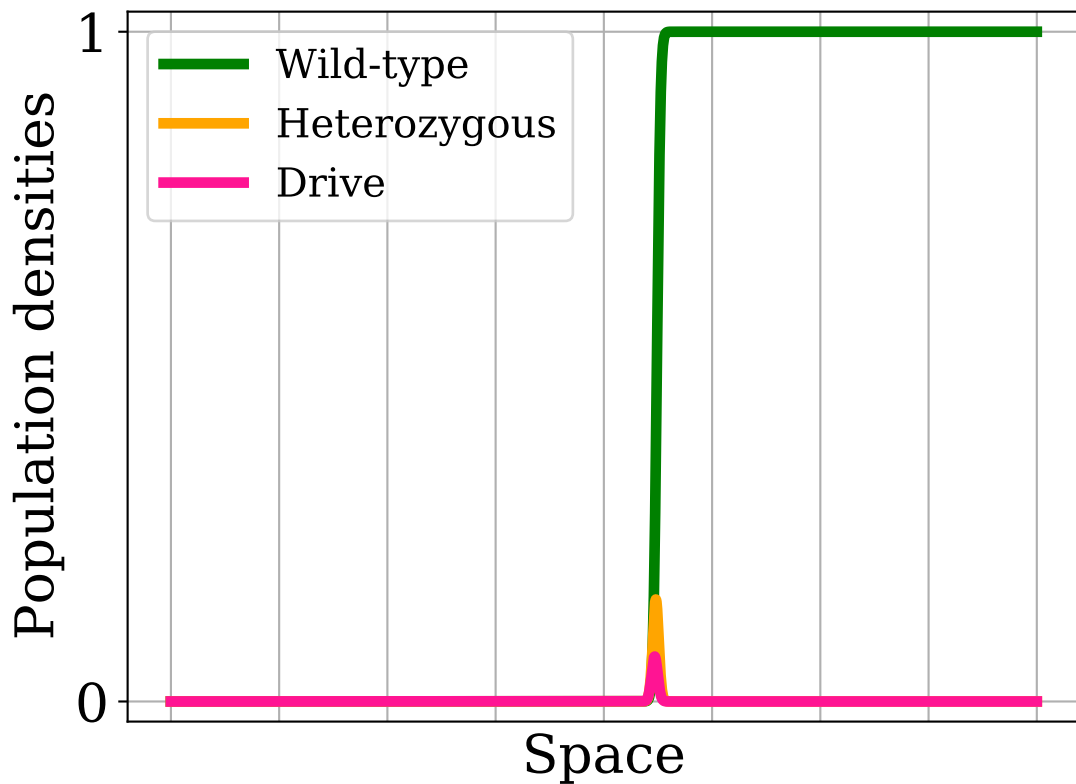 1
Wild-type
Heterozygous
Drive
Population densities
0
Space